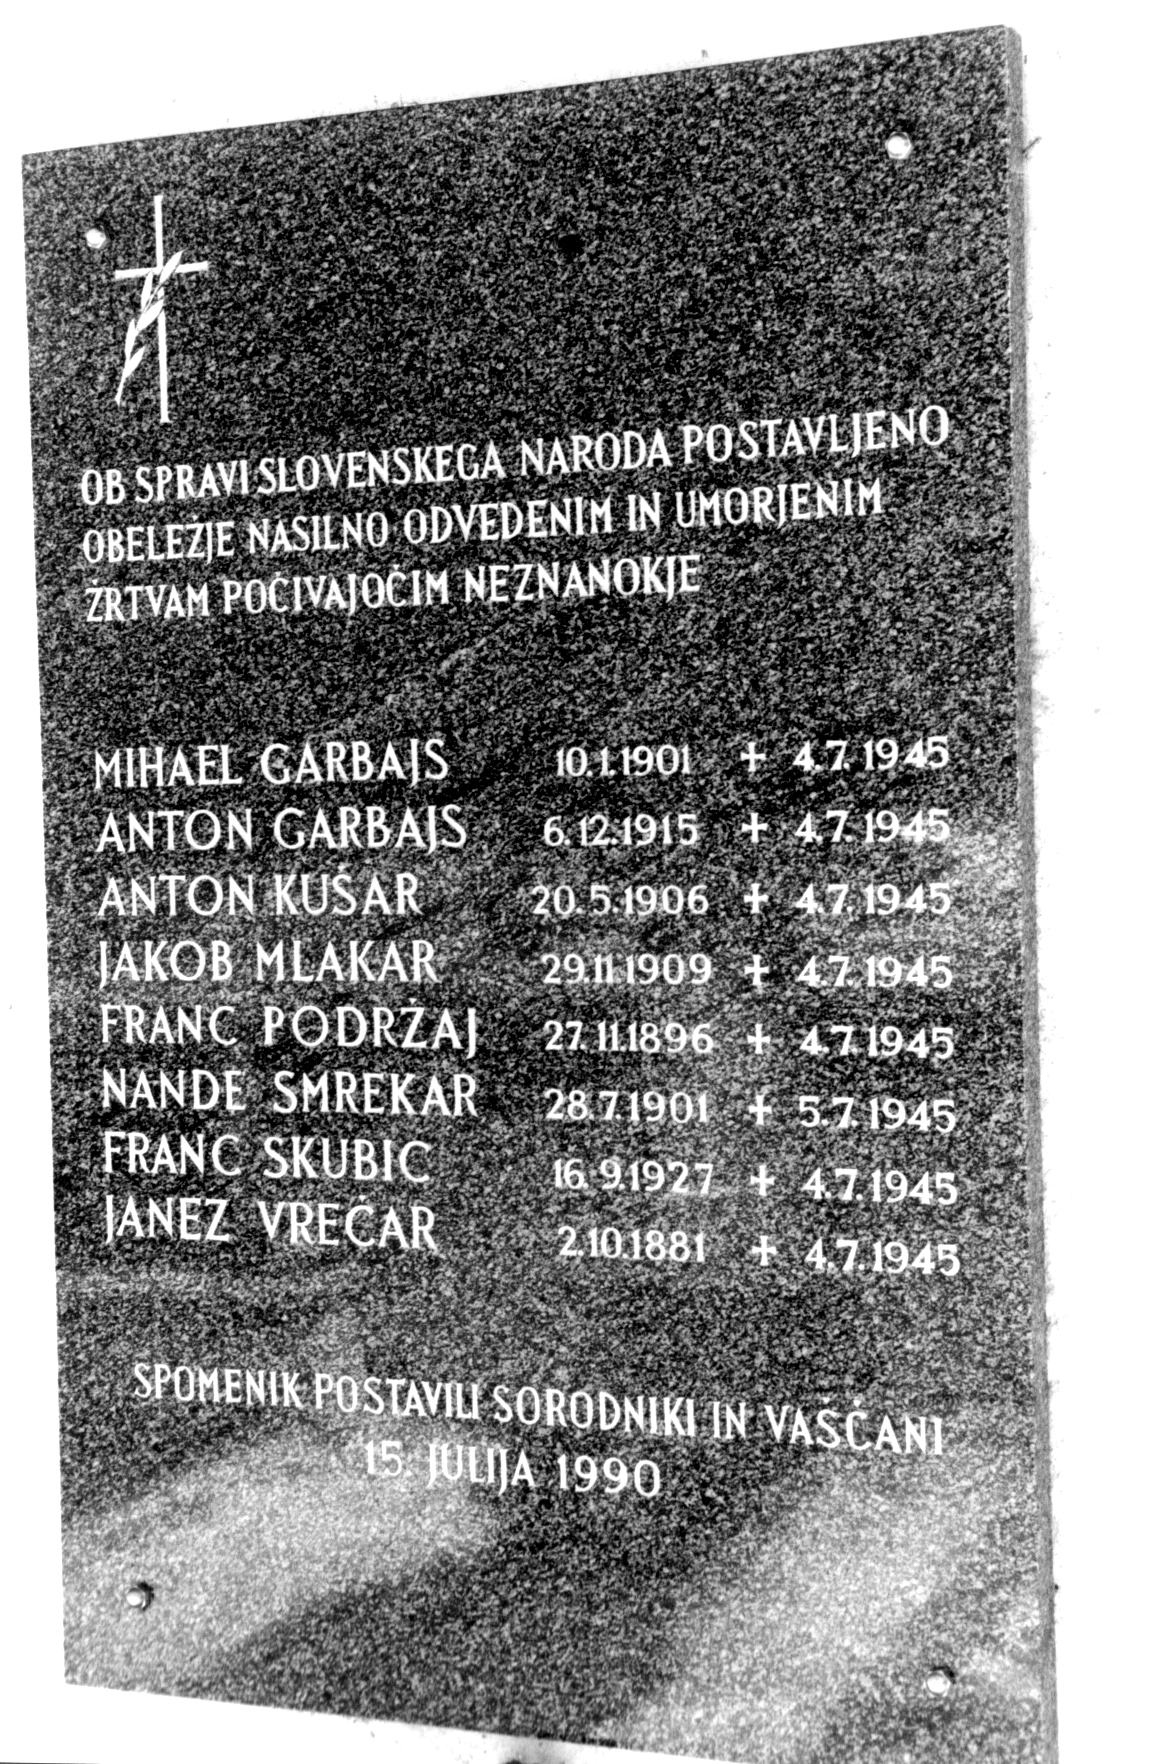 OB SPRAVI SLOVENSKEGA NARODA POSTAVLJENO
OBELEŽJE NASILNO ODVEDENIM IN UMORJENIM
ŽRTVAM POČIVAJOČIM NEZNANOKJE
MIHAEL GARBAJS 10.1.1901 + 4.7.1945
ANTON GARBAJS 6.12.1915 + 4.7.1945
ANTON KUŠAR 20.5.1906 + 4.7.1945
JAKOB MLAKAR 29.11.1909 + 4.7.1945
FRANC PODRŽAJ 27.11.1896 + 4.7.1945
NANDE SMREKAR 28.7.1901 + 5.7.1945
FRANC SKUBIC 16.9.1927 + 4.7.1945
JANEZ VREČAR 2.10.1881 + 4.7.1945
SPOMENIK POSTAVILI SORODNIKI IN VAŠČANI
15. JULIJA 1990